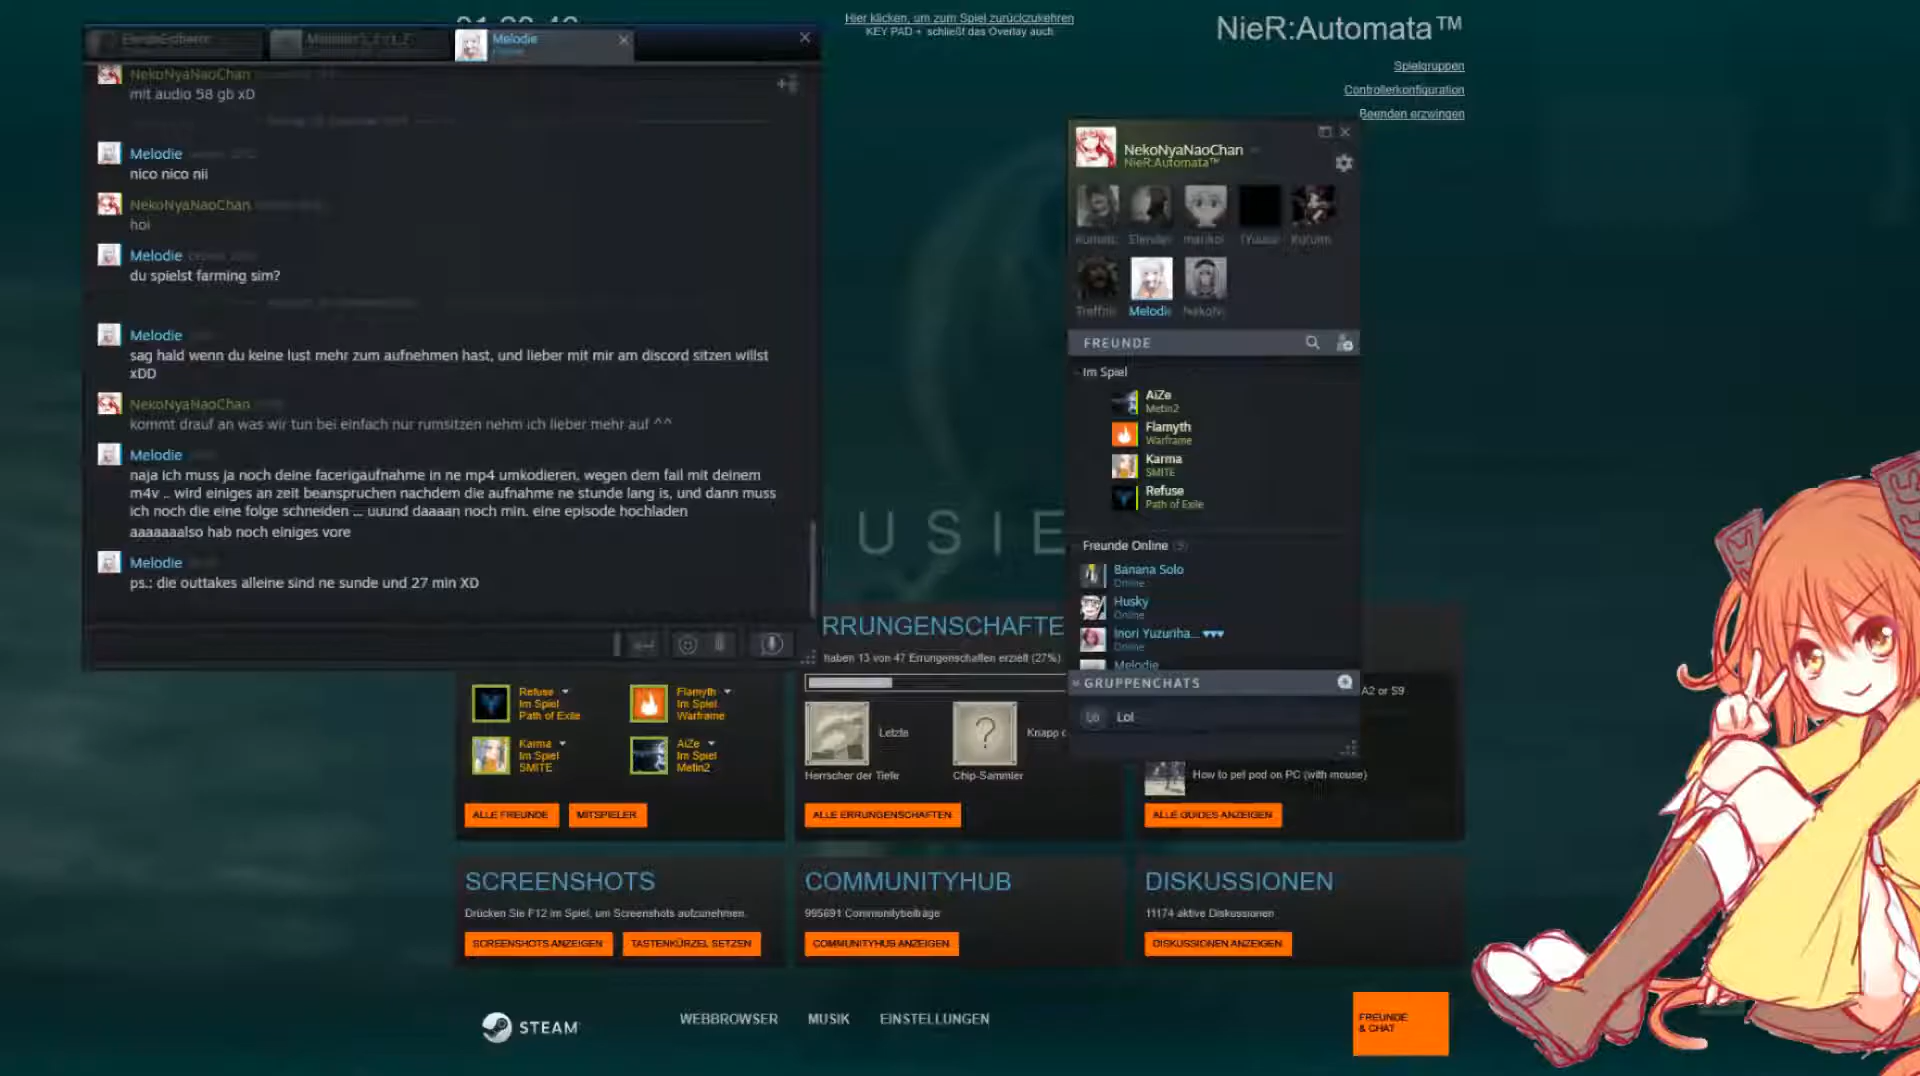 Hier klicken, um zum Spiel zurückzukehren
KEY PAD + schließt das Overlay auch
NieR:Automata™
Spielgruppen
Controllerkonfiguration
Beenden erzwingen
Melodie
NekoNyaNaoChan
mit audio 58 gb xD
Melodie
nico nico nii
NekoNyaNaoChan
hoi
Melodie
du spielst farming sim?
Melodie
sag hald wenn du keine lust mehr zum aufnehmen hast, und lieber mit mir am discord sitzen willst
xDD
NekoNyaNaoChan
kommt drauf an was wir tun bei einfach nur rumsitzen nehm ich lieber mehr auf ^^
Melodie
naja ich muss ja noch deine facerigaufnahme in ne mp4 umkodieren, wegen dem fail mit deinem
m4v .. wird einiges an zeit beanspruchen nachdem die aufnahme ne stunde lang is, und dann muss
ich noch die eine folge schneiden ... uuund daaaan noch min. eine episode hochladen
aaaaaaalso hab noch einiges vore
Melodie
ps.: die outtakes alleine sind ne sunde und 27 min XD
NekoNyaNaoChan
NieR:Automata™
Melodie
FREUNDE
Im Spiel
AiZe
Metin2
Flamyth
Warframe
Karma
SMITE
Refuse
Path of Exile
Freunde Online
Banana Solo
Online
Husky
Online
Inori Yuzuriha... ♥♥♥
Online
Melodie
GRUPPENCHATS
Lol
USIE
RRUNGENSCHAFTE
haben 13 von 47 Errungenschaften erzielt (27%)
Letzte
Knapp
Herrscher der Tiefe
Chip-Sammler
ALLE ERRUNGENSCHAFTEN
Refuse
Im Spiel
Path of Exile
Flamyth
Im Spiel
Warframe
Karma
Im Spiel
SMITE
AiZe
Im Spiel
Metin2
ALLE FREUNDE
MITSPIELER
A2 or S9
How to pet pod on PC (with mouse)
ALLE GUIDES ANZEIGEN
SCREENSHOTS
Drücken Sie F12 im Spiel, um Screenshots aufzunehmen.
SCREENSHOTS ANZEIGEN
TASTENKÜRZEL SETZEN
COMMUNITYHUB
995691 Communitybeiträge
COMMUNITYHUB ANZEIGEN
DISKUSSIONEN
11174 aktive Diskussionen
DISKUSSIONEN ANZEIGEN
STEAM
WEBBROWSER
MUSIK
EINSTELLUNGEN
FREUNDE
& CHAT